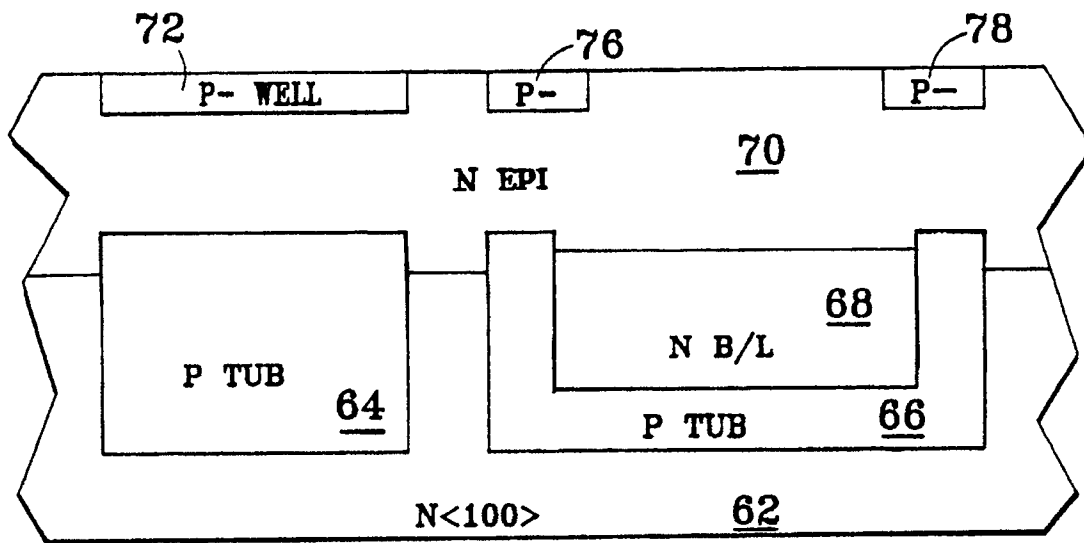 72
76
78
P- WELL
P-
P-
70
N EPI
68
N B/L
P TUB
64
66
P TUB
N<100>
62